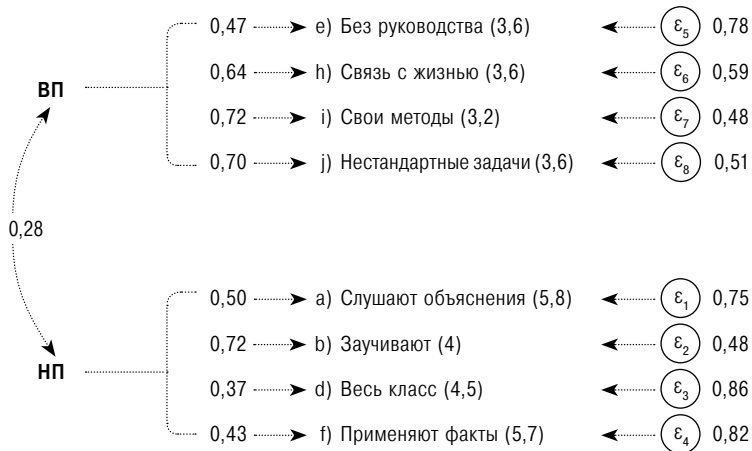 0,47 e) Без руководства (3,6) ε5 0,78
0,64 h) Связь с жизнью (3,6) ε6 0,59
ВП
0,72 i) Свои методы (3,2) ε7 0,48
0,70 j) Нестандартные задачи (3,6) ε8 0,51
0,28
0,50 a) Слушают объяснения (5,8) ε1 0,75
0,72 b) Заучивают (4) ε2 0,48
НП
0,37 d) Весь класс (4,5) ε3 0,86
0,43 f) Применяют факты (5,7) ε4 0,82